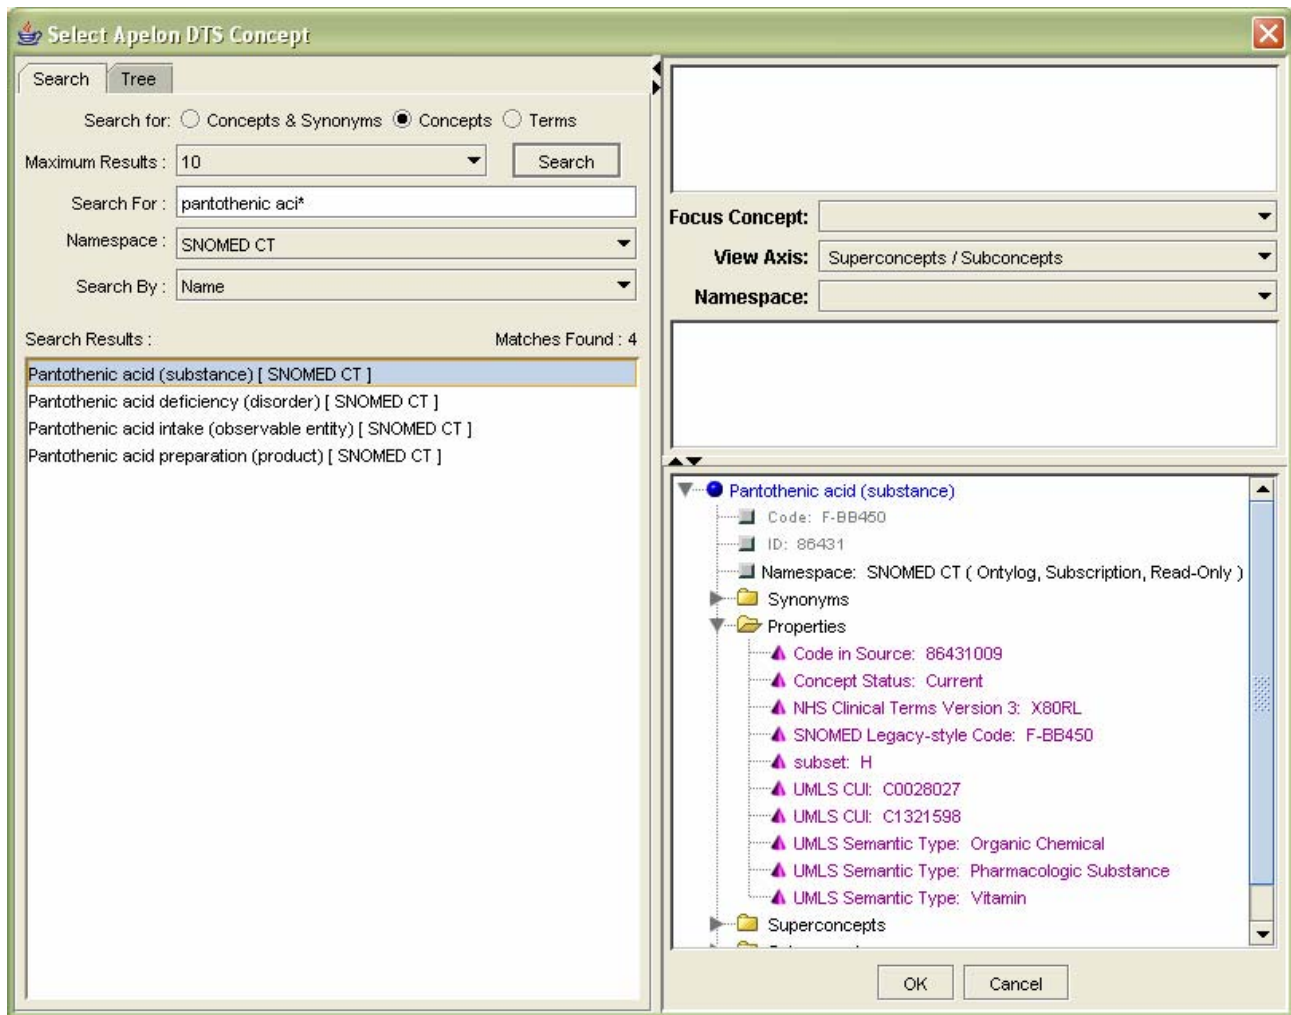 Select Apelon DTS Concept
Search Tree
Search for: Concepts & Synonyms Concepts Terms
Maximum Results : 10 Search
Search For : pantothenic aci*
Namespace : SNOMED CT
Search By : Name
Search Results : Matches Found : 4
Pantothenic acid (substance) [ SNOMED CT ]
Pantothenic acid deficiency (disorder) [ SNOMED CT ]
Pantothenic acid intake (observable entity) [ SNOMED CT ]
Pantothenic acid preparation (product) [ SNOMED CT ]
Focus Concept:
View Axis: Superconcepts / Subconcepts
Namespace:
Pantothenic acid (substance)
Code: F-BB450
ID: 86431
Namespace: SNOMED CT ( Ontylog, Subscription, Read-Only )
Synonyms
Properties
Code in Source: 86431009
Concept Status: Current
NHS Clinical Terms Version 3: X80RL
SNOMED Legacy-style Code: F-BB450
subset: H
UMLS CUI: C0028027
UMLS CUI: C1321598
UMLS Semantic Type: Organic Chemical
UMLS Semantic Type: Pharmacologic Substance
UMLS Semantic Type: Vitamin
Superconcepts
OK Cancel